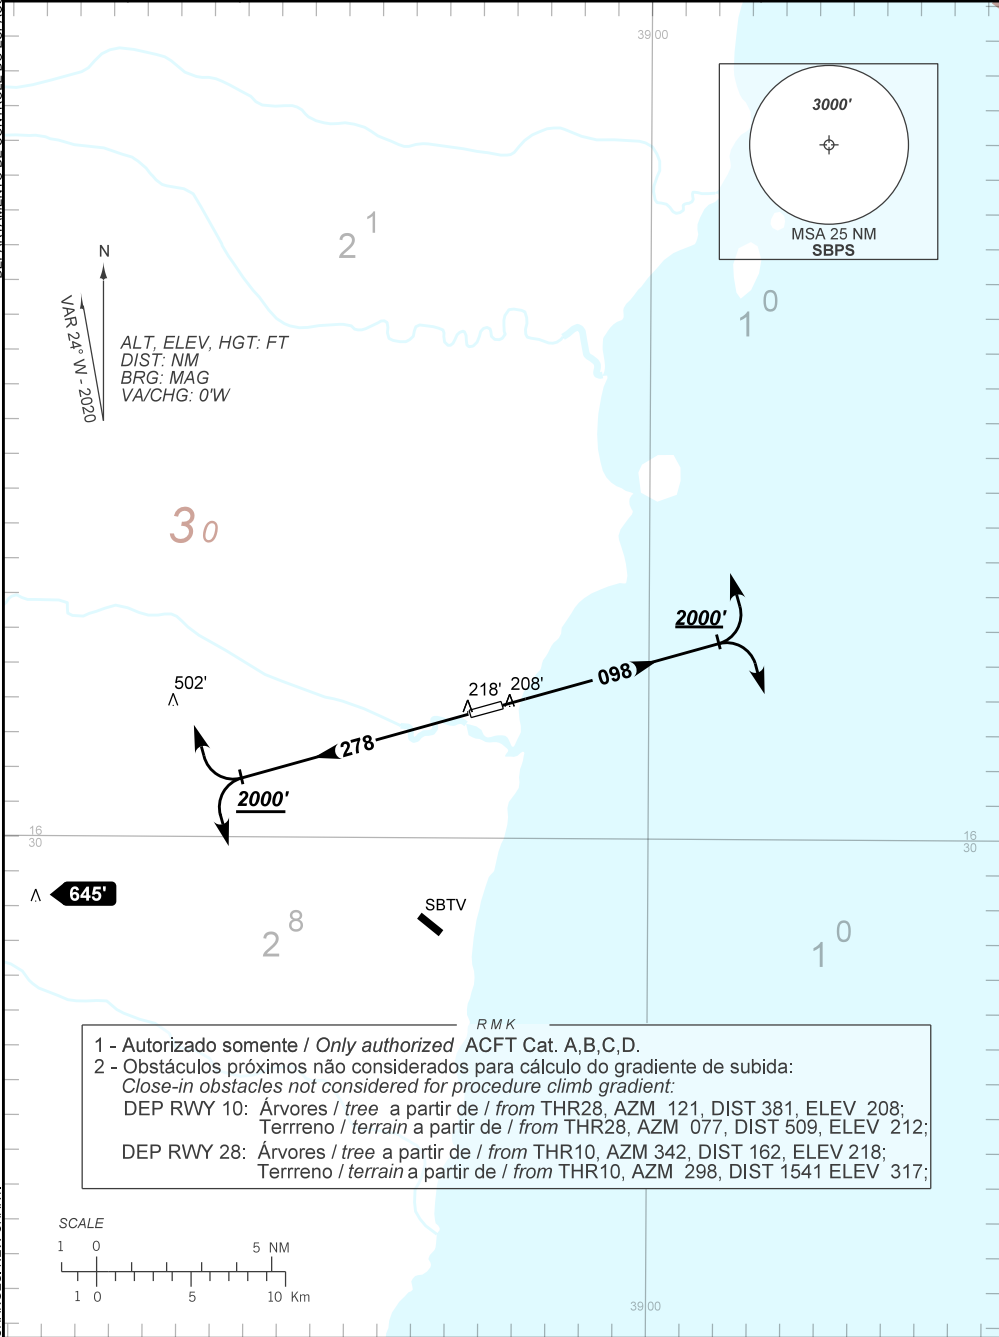 39 00
3000'
MSA 25 NM
SBPS
2 1
1 0
N
VAR 24° W - 2020
ALT, ELEV, HGT: FT
DIST: NM
BRG: MAG
VA/CHG: 0'W
3 0
2000'
098
502'
218'
208'
278
2000'
16
30
16
30
645'
SBTV
2 8
1 0
RMK
1 - Autorizado somente / Only authorized ACFT Cat. A,B,C,D.
2 - Obstáculos próximos não considerados para cálculo do gradiente de subida:
Close-in obstacles not considered for procedure climb gradient:
DEP RWY 10: Árvores / tree a partir de / from THR28, AZM 121, DIST 381, ELEV 208;
Terrreno / terrain a partir de / from THR28, AZM 077, DIST 509, ELEV 212;
DEP RWY 28: Árvores / tree a partir de / from THR10, AZM 342, DIST 162, ELEV 218;
Terrreno / terrain a partir de / from THR10, AZM 298, DIST 1541 ELEV 317;
SCALE
1 0 5 NM
1 0 5 10 Km
39 00